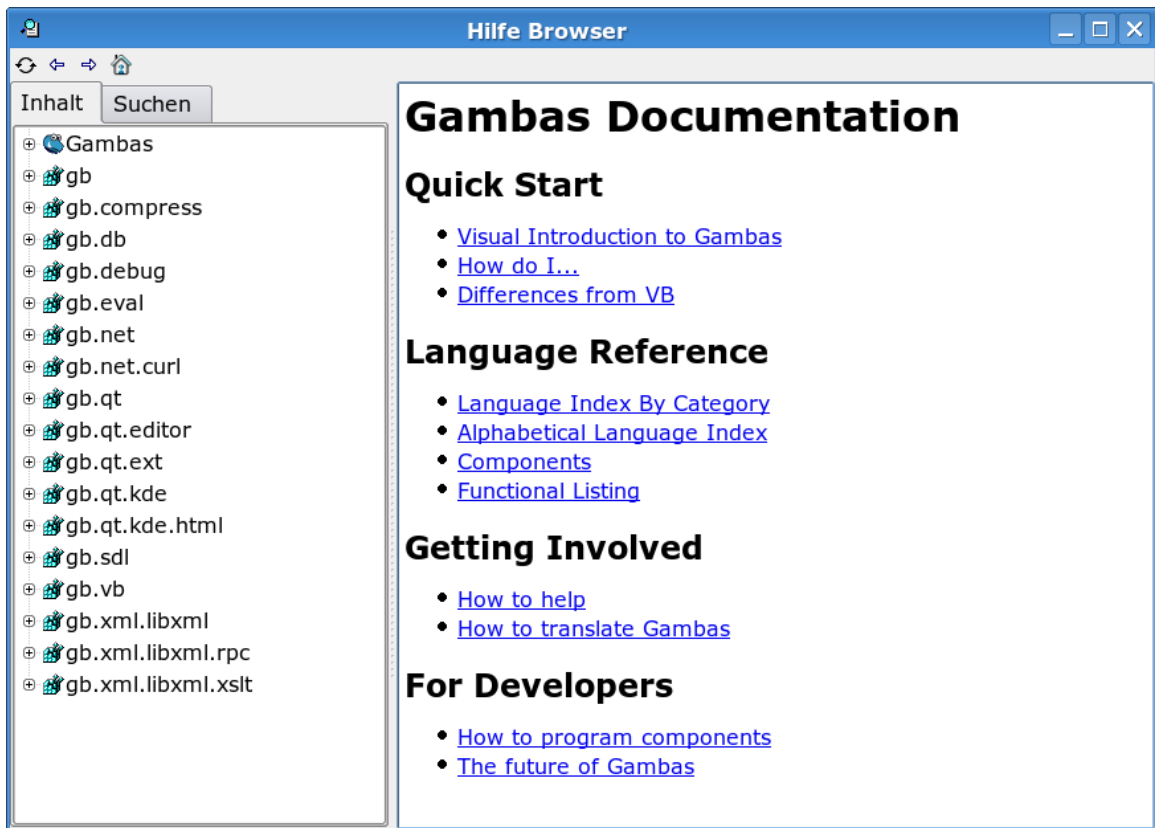 Hilfe Browser
Inhalt
Suchen
Gambas
gb
gb.compress
gb.db
gb.debug
gb.eval
gb.net
gb.net.curl
gb.qt
gb.qt.editor
gb.qt.ext
gb.qt.kde
gb.qt.kde.html
gb.sdl
gb.vb
gb.xml.libxml
gb.xml.libxml.rpc
gb.xml.libxml.xslt
Gambas Documentation
Quick Start
Visual Introduction to Gambas
How do I...
Differences from VB
Language Reference
Language Index By Category
Alphabetical Language Index
Components
Functional Listing
Getting Involved
How to help
How to translate Gambas
For Developers
How to program components
The future of Gambas